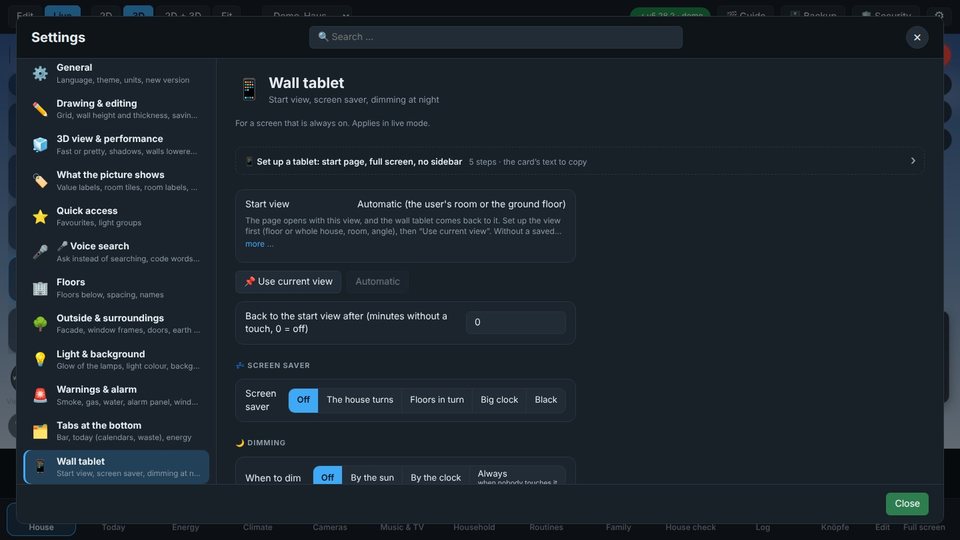 Edit Live 2D 3D 2D + 3D Fit Demo-Haus Guide Backup Security
Settings
Search ...
General
Language, theme, units, new version
Drawing & editing
Grid, wall height and thickness, savin...
3D view & performance
Fast or pretty, shadows, walls lowere...
What the picture shows
Value labels, room tiles, room labels, ...
Quick access
Favourites, light groups
Voice search
Ask instead of searching, code words...
Floors
Floors below, spacing, names
Outside & surroundings
Facade, window frames, doors, earth ...
Light & background
Glow of the lamps, light colour, backg...
Warnings & alarm
Smoke, gas, water, alarm panel, wind...
Tabs at the bottom
Bar, today (calendars, waste), energy
Wall tablet
Start view, screen saver, dimming at n...
Wall tablet
Start view, screen saver, dimming at night
For a screen that is always on. Applies in live mode.
Set up a tablet: start page, full screen, no sidebar 5 steps · the card's text to copy
Start view Automatic (the user's room or the ground floor)
The page opens with this view, and the wall tablet comes back to it. Set up the view
first (floor or whole house, room, angle), then "Use current view". Without a saved...
more ...
Use current view Automatic
Back to the start view after (minutes without a
touch, 0 = off)
0
SCREEN SAVER
Screen
saver
Off The house turns Floors in turn Big clock Black
DIMMING
When to dim Off By the sun By the clock Always
when nobody touches it
Close
House Today Energy Climate Cameras Music & TV Household Routines Family House check Log Knöpfe Edit Full screen